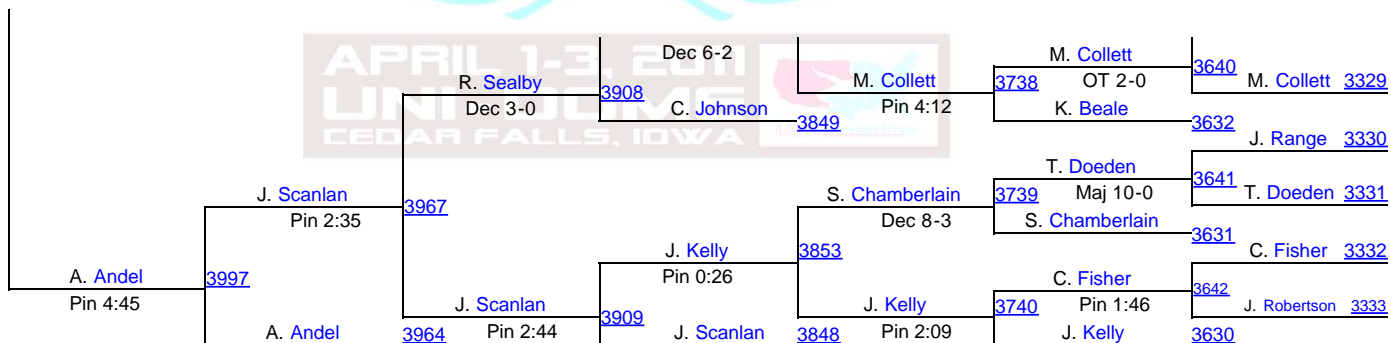 APRIL 1-3, 2011
UNI-DOME
CEDAR FALLS, IOWA
Dec 6-2
M. Collett
3640
R. Sealby
M. Collett
OT 2-0
M. Collett 3329
3908
3738
Dec 3-0
C. Johnson
Pin 4:12
K. Beale
3849
3632
J. Range 3330
T. Doeden
3641
J. Scanlan
S. Chamberlain
3739
Maj 10-0
T. Doeden 3331
3967
Pin 2:35
Dec 8-3
S. Chamberlain
3631
J. Kelly
3853
C. Fisher 3332
A. Andel
3997
Pin 0:26
C. Fisher
3642
Pin 4:45
J. Scanlan
J. Kelly
3740
Pin 1:46
J. Robertson 3333
3909
A. Andel
3964
Pin 2:44
J. Scanlan
3848
Pin 2:09
J. Kelly
3630